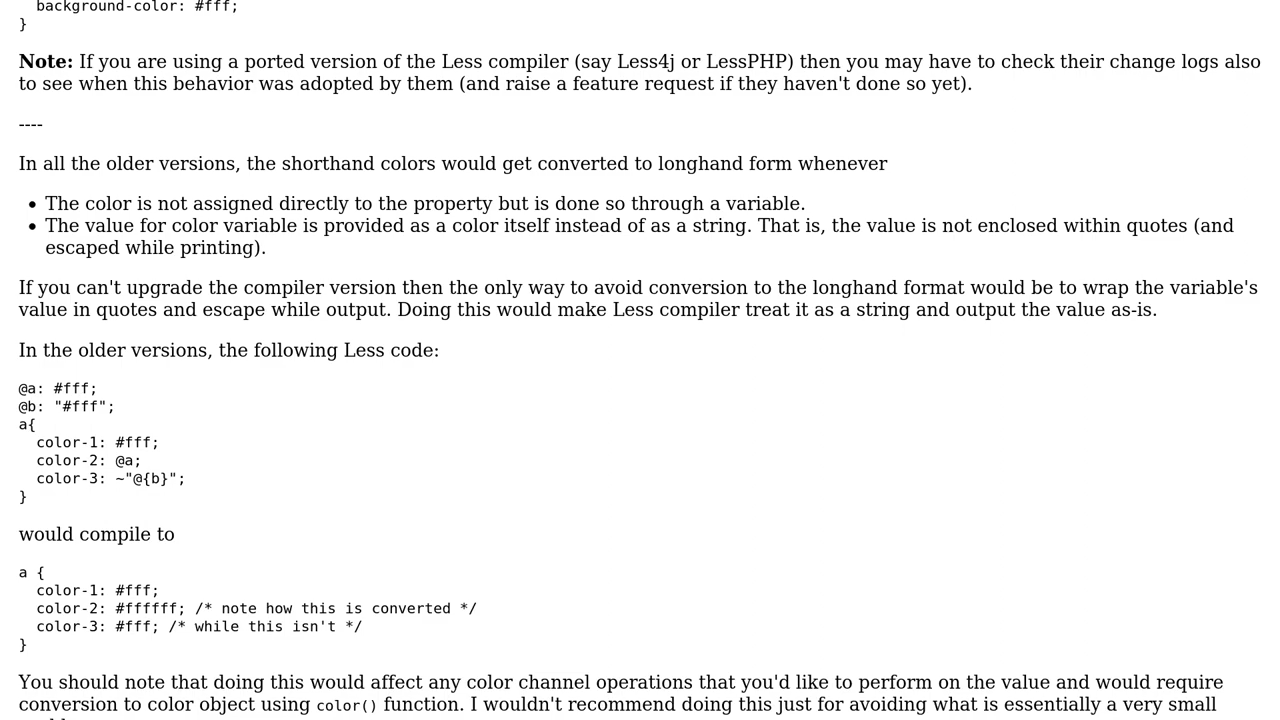 background-color: #fff;
}
Note: If you are using a ported version of the Less compiler (say Less4j or LessPHP) then you may have to check their change logs also
to see when this behavior was adopted by them (and raise a feature request if they haven't done so yet).
----
In all the older versions, the shorthand colors would get converted to longhand form whenever
• The color is not assigned directly to the property but is done so through a variable.
• The value for color variable is provided as a color itself instead of as a string. That is, the value is not enclosed within quotes (and
escaped while printing).
If you can't upgrade the compiler version then the only way to avoid conversion to the longhand format would be to wrap the variable's
value in quotes and escape while output. Doing this would make Less compiler treat it as a string and output the value as-is.
In the older versions, the following Less code:
@a: #fff;
@b: "#fff";
a{
  color-1: #fff;
  color-2: @a;
  color-3: ~"@{b}";
}
would compile to
a {
  color-1: #fff;
  color-2: #ffffff; /* note how this is converted */
  color-3: #fff; /* while this isn't */
}
You should note that doing this would affect any color channel operations that you'd like to perform on the value and would require
conversion to color object using color() function. I wouldn't recommend doing this just for avoiding what is essentially a very small